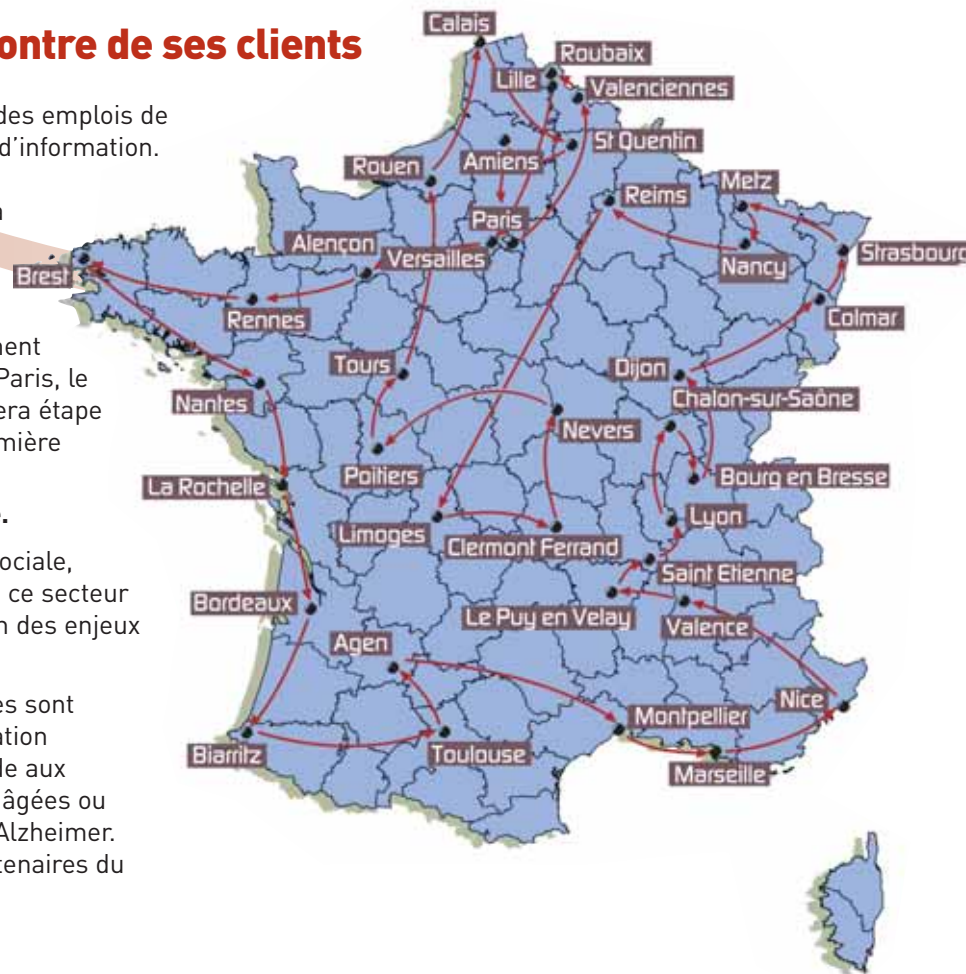 ontre de ses clients
des emplois de
d’information.
ment
Paris, le
era étape
mière
ociale,
ce secteur
n des enjeux
es sont
ation
de aux
âgées ou
Alzheimer.
tenaires du
Calais
Roubaix
Lille
Valenciennes
St Quentin
Amiens
Rouen
Reims
Metz
Paris
Alençon
Versailles
Strasbourg
Nancy
Brest
Rennes
Colmar
Tours
Dijon
Nantes
Chalon-sur-Saône
Nevers
Poitiers
Bourg en Bresse
La Rochelle
Limoges
Lyon
Clermont Ferrand
Saint Etienne
Bordeaux
Le Puy en Velay
Valence
Agen
Nice
Montpellier
Biarritz
Toulouse
Marseille